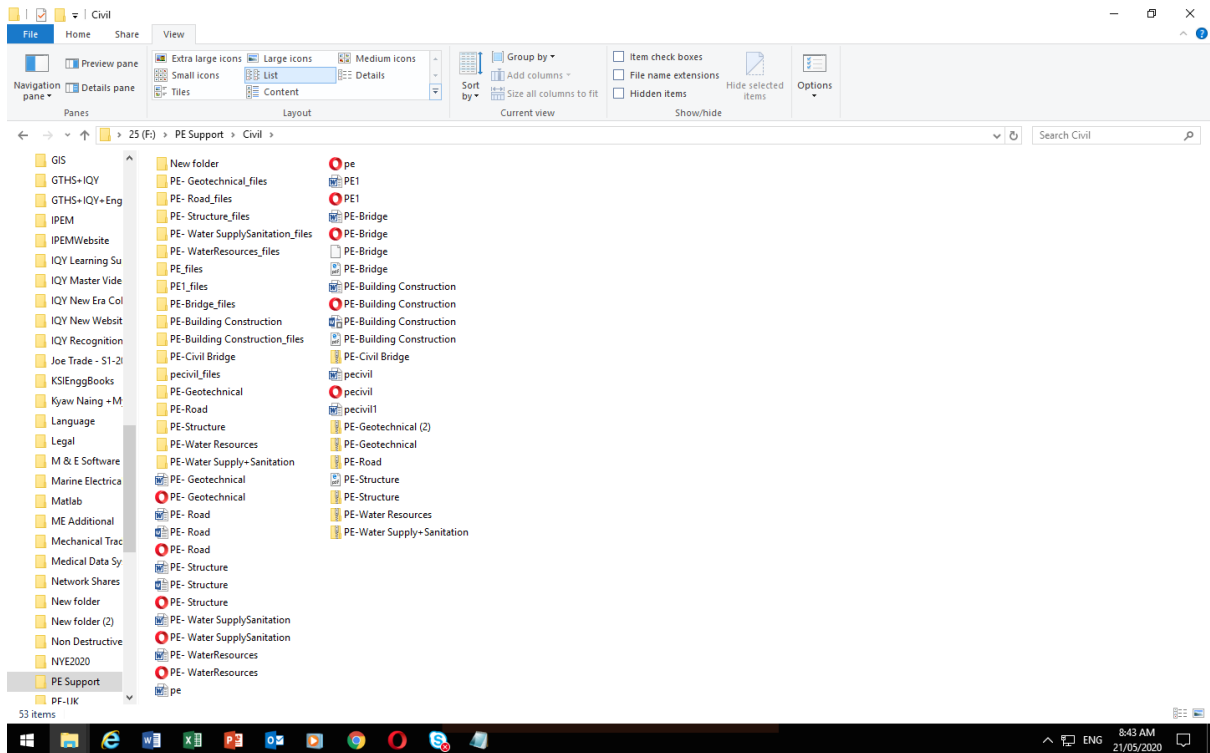 Civil
File Home Share View
Preview pane
Navigation pane
Details pane
Panes
Extra large icons Large icons Medium icons
Small icons List Details
Tiles Content
Layout
Sort by
Group by
Add columns
Size all columns to fit
Current view
Item check boxes
File name extensions
Hidden items
Hide selected items
Show/hide
Options
25 (F:) > PE Support > Civil >
Search Civil
GIS
GTHS+IQY
GTHS+IQY+Eng
IPEM
IPEMWebsite
IQY Learning Su
IQY Master Vide
IQY New Era Col
IQY New Websit
IQY Recognition
Joe Trade - S1-2
KSIEnggBooks
Kyaw Naing +M
Language
Legal
M & E Software
Marine Electrica
Matlab
ME Additional
Mechanical Trac
Medical Data Sy
Network Shares
New folder
New folder (2)
Non Destructive
NYE2020
PE Support
PE-UK
New folder
PE- Geotechnical_files
PE- Road_files
PE- Structure_files
PE- Water SupplySanitation_files
PE- WaterResources_files
PE_files
PE1_files
PE-Bridge_files
PE-Building Construction
PE-Building Construction_files
PE-Civil Bridge
pecivil_files
PE-Geotechnical
PE-Road
PE-Structure
PE-Water Resources
PE-Water Supply+Sanitation
PE- Geotechnical
PE- Geotechnical
PE- Road
PE- Road
PE- Road
PE- Structure
PE- Structure
PE- Structure
PE- Water SupplySanitation
PE- Water SupplySanitation
PE- WaterResources
PE- WaterResources
pe
pe
PE1
PE1
PE-Bridge
PE-Bridge
PE-Bridge
PE-Bridge
PE-Building Construction
PE-Building Construction
PE-Building Construction
PE-Building Construction
PE-Civil Bridge
pecivil
pecivil
pecivil1
PE-Geotechnical (2)
PE-Geotechnical
PE-Road
PE-Structure
PE-Structure
PE-Water Resources
PE-Water Supply+Sanitation
53 items
ENG
8:43 AM
21/05/2020